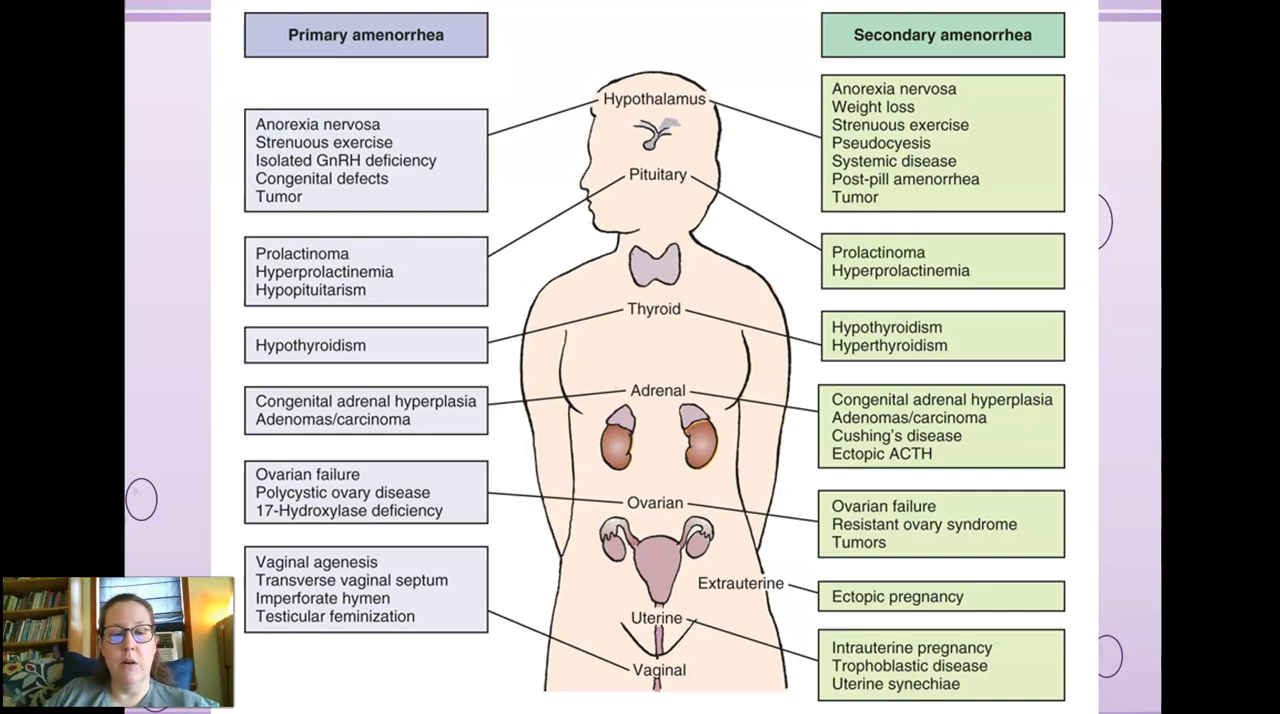 Primary amenorrhea
Anorexia nervosa
Strenuous exercise
Isolated GnRH deficiency
Congenital defects
Tumor
Prolactinoma
Hyperprolactinemia
Hypopituitarism
Hypothyroidism
Congenital adrenal hyperplasia
Adenomas/carcinoma
Ovarian failure
Polycystic ovary disease
17-Hydroxylase deficiency
Vaginal agenesis
Transverse vaginal septum
Imperforate hymen
Testicular feminization
Hypothalamus
Pituitary
Thyroid
Adrenal
Ovarian
Extrauterine
Uterine
Vaginal
Secondary amenorrhea
Anorexia nervosa
Weight loss
Strenuous exercise
Pseudocyesis
Systemic disease
Post-pill amenorrhea
Tumor
Prolactinoma
Hyperprolactinemia
Hypothyroidism
Hyperthyroidism
Congenital adrenal hyperplasia
Adenomas/carcinoma
Cushing's disease
Ectopic ACTH
Ovarian failure
Resistant ovary syndrome
Tumors
Ectopic pregnancy
Intrauterine pregnancy
Trophoblastic disease
Uterine synechiae